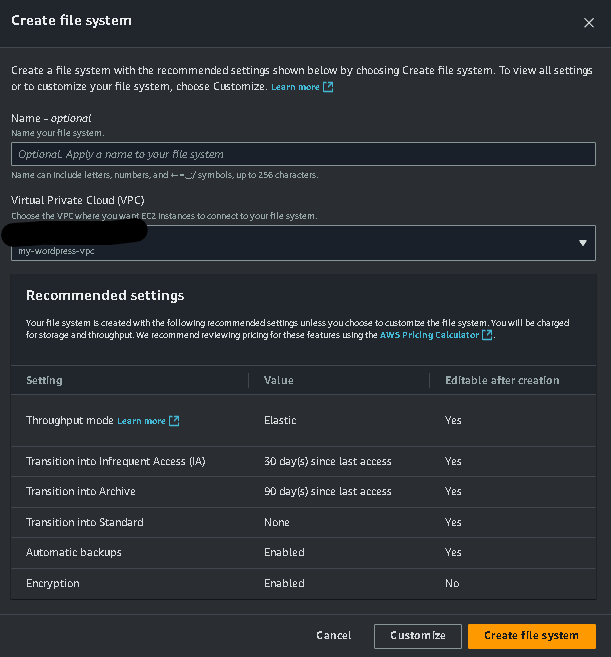 Create file system
Create a file system with the recommended settings shown below by choosing Create file system. To view all settings
or to customize your file system, choose Customize. Learn more
Name - optional
Name your file system.
Optional. Apply a name to your file system
Name can include letters, numbers, and +-=._:/ symbols, up to 256 characters.
Virtual Private Cloud (VPC)
Choose the VPC where you want EC2 instances to connect to your file system.
my-wordpress-vpc
Recommended settings
Your file system is created with the following recommended settings unless you choose to customize the file system. You will be charged
for storage and throughput. We recommend reviewing pricing for these features using the AWS Pricing Calculator.
Setting Value Editable after creation
Throughput mode Learn more Elastic Yes
Transition into Infrequent Access (IA) 30 day(s) since last access Yes
Transition into Archive 90 day(s) since last access Yes
Transition into Standard None Yes
Automatic backups Enabled Yes
Encryption Enabled No
Cancel Customize Create file system